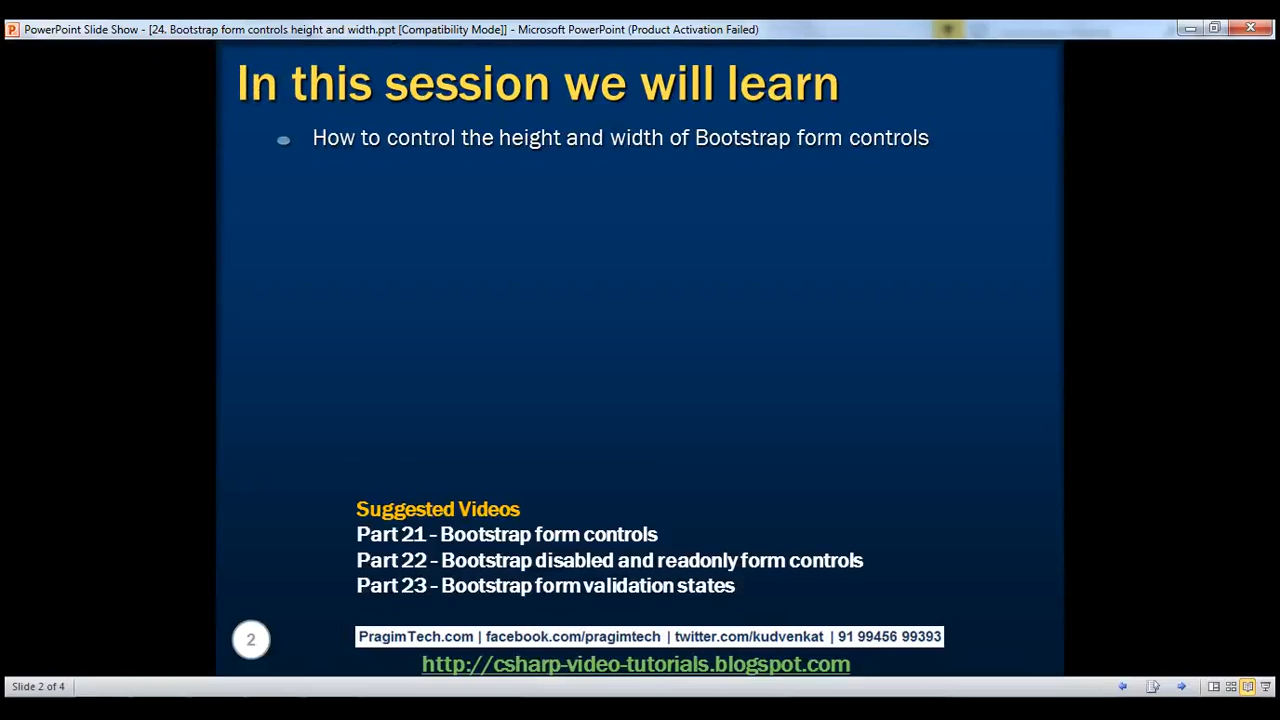 PowerPoint Slide Show - [24. Bootstrap form controls height and width.ppt [Compatibility Mode]] - Microsoft PowerPoint (Product Activation Failed)
In this session we will learn
How to control the height and width of Bootstrap form controls
Suggested Videos
Part 21 - Bootstrap form controls
Part 22 - Bootstrap disabled and readonly form controls
Part 23 - Bootstrap form validation states
2
PragimTech.com | facebook.com/pragimtech | twitter.com/kudvenkat | 91 99456 99393
http://csharp-video-tutorials.blogspot.com
Slide 2 of 4